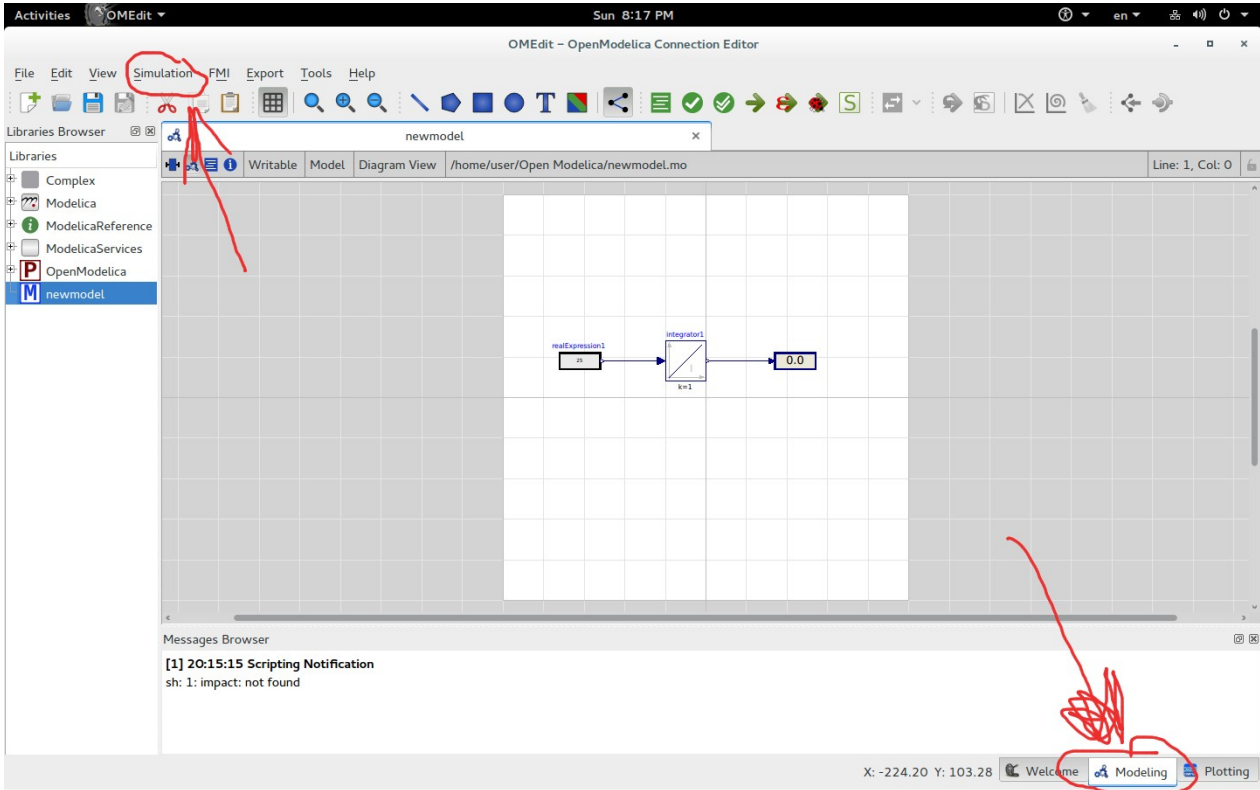 Activities OMEdit Sun 8:17 PM en
OMEdit – OpenModelica Connection Editor
File Edit View Simulation FMI Export Tools Help
T S
Libraries Browser newmodel
Libraries Writable Model Diagram View /home/user/Open Modelica/newmodel.mo Line: 1, Col: 0
Complex
Modelica
ModelicaReference
ModelicaServices
P OpenModelica
M newmodel
integrator1
realExpression1
25 I 0.0
k=1
Messages Browser
[1] 20:15:15 Scripting Notification
sh: 1: impact: not found
X: -224.20 Y: 103.28 Welcome Modeling Plotting